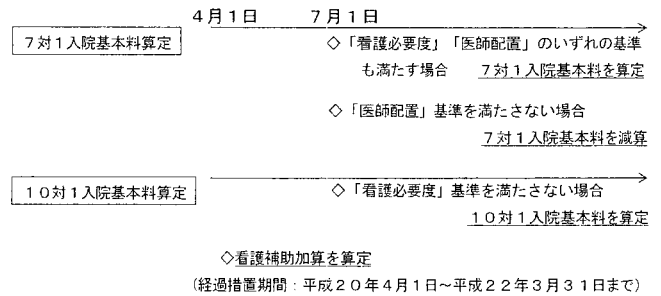 ４月１日　７月１日
７対１入院基本料算定
◇「看護必要度」「医師配置」のいずれの基準
も満たす場合　７対１入院基本料を算定
◇「医師配置」基準を満たさない場合
７対１入院基本料を減算
１０対１入院基本料算定
◇「看護必要度」基準を満たさない場合
１０対１入院基本料を算定
◇看護補助加算を算定
（経過措置期間：平成２０年４月１日～平成２２年３月３１日まで）